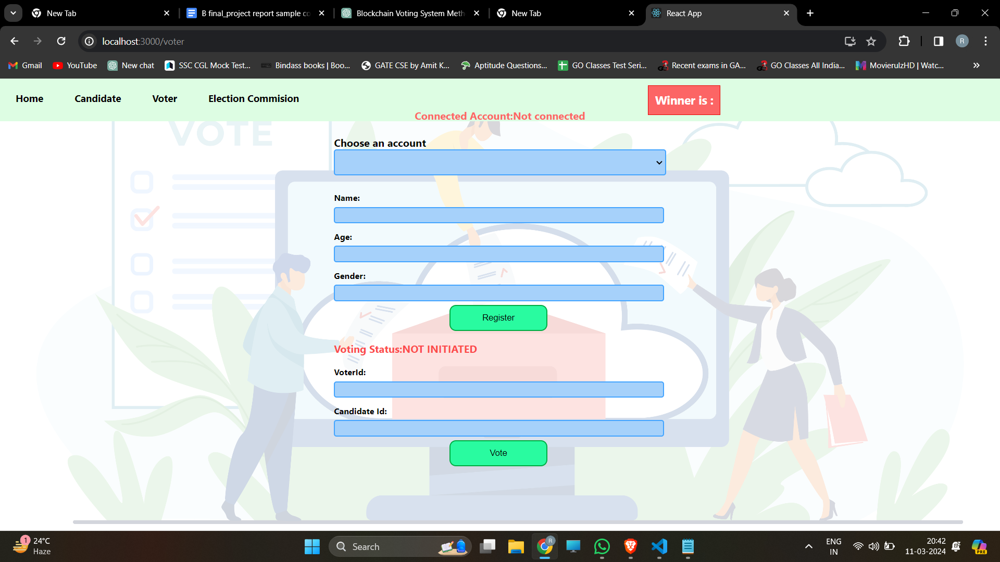 New Tab
B final_project report sample co
Blockchain Voting System Meth
New Tab
React App
localhost:3000/voter
R
Gmail
YouTube
New chat
SSC CGL Mock Test...
Bindass books | Boo...
GATE CSE by Amit K...
Aptitude Questions...
GO Classes Test Seri...
Recent exams in GA...
GO Classes All India...
MovierulzHD | Watc...
Home
Candidate
Voter
Election Commision
Winner is :
Connected Account:Not connected
VOTE
Choose an account
Name:
Age:
Gender:
Register
Voting Status:NOT INITIATED
VoterId:
Candidate Id:
Vote
1
24°C
Haze
Search
R
ENG
IN
20:42
11-03-2024
PRE